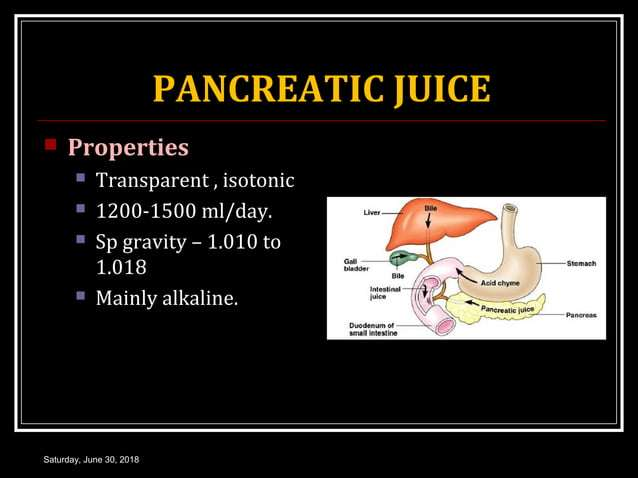 PANCREATIC JUICE
Properties
Transparent , isotonic
1200-1500 ml/day.
Sp gravity – 1.010 to
1.018
Mainly alkaline.
Liver
Bile
Gall
bladder
Bile
Stomach
Acid chyme
Intestinal
juice
Pancreatic juice
Pancreas
Duodenum of
small intestine
Saturday, June 30, 2018